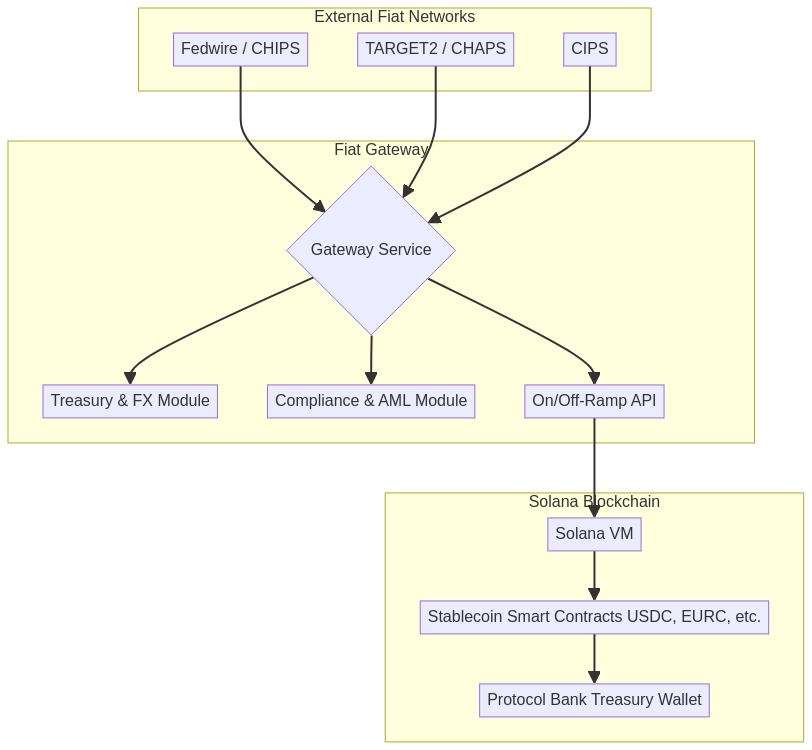 External Fiat Networks
Fedwire / CHIPS
TARGET2 / CHAPS
CIPS
Fiat Gateway
Gateway Service
Treasury & FX Module
Compliance & AML Module
On/Off-Ramp API
Solana Blockchain
Solana VM
Stablecoin Smart Contracts USDC, EURC, etc.
Protocol Bank Treasury Wallet